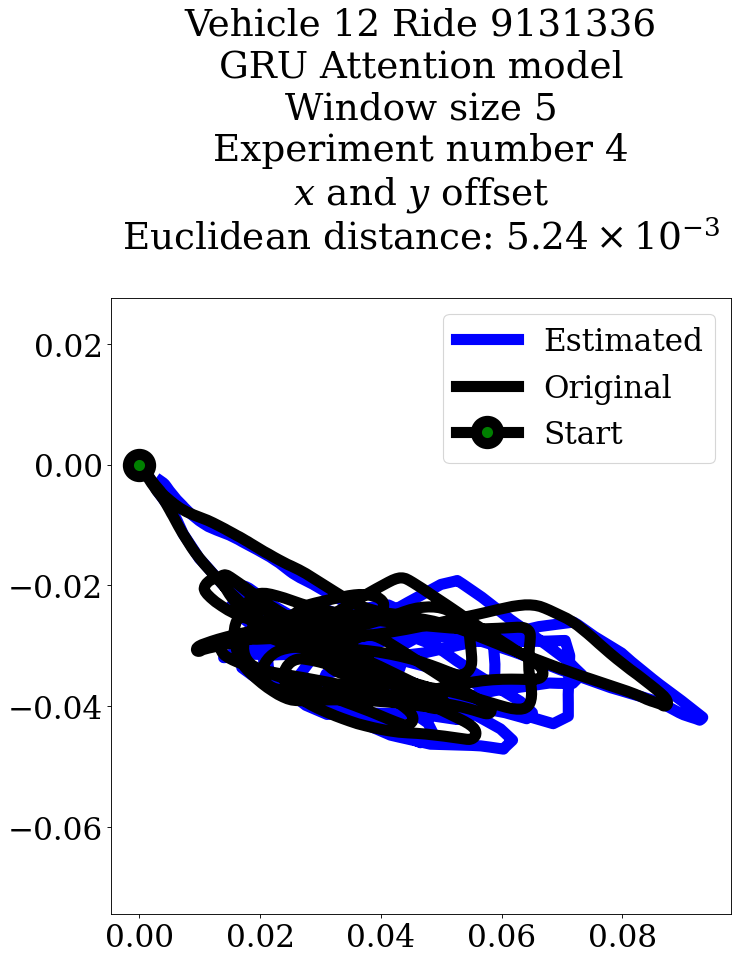 Vehicle 12 Ride 9131336
GRU Attention model
Window size 5
Experiment number 4
x and y offset
Euclidean distance: 5.24 × 10⁻³
Estimated
Original
Start
0.02
0.00
−0.02
−0.04
−0.06
0.00 0.02 0.04 0.06 0.08